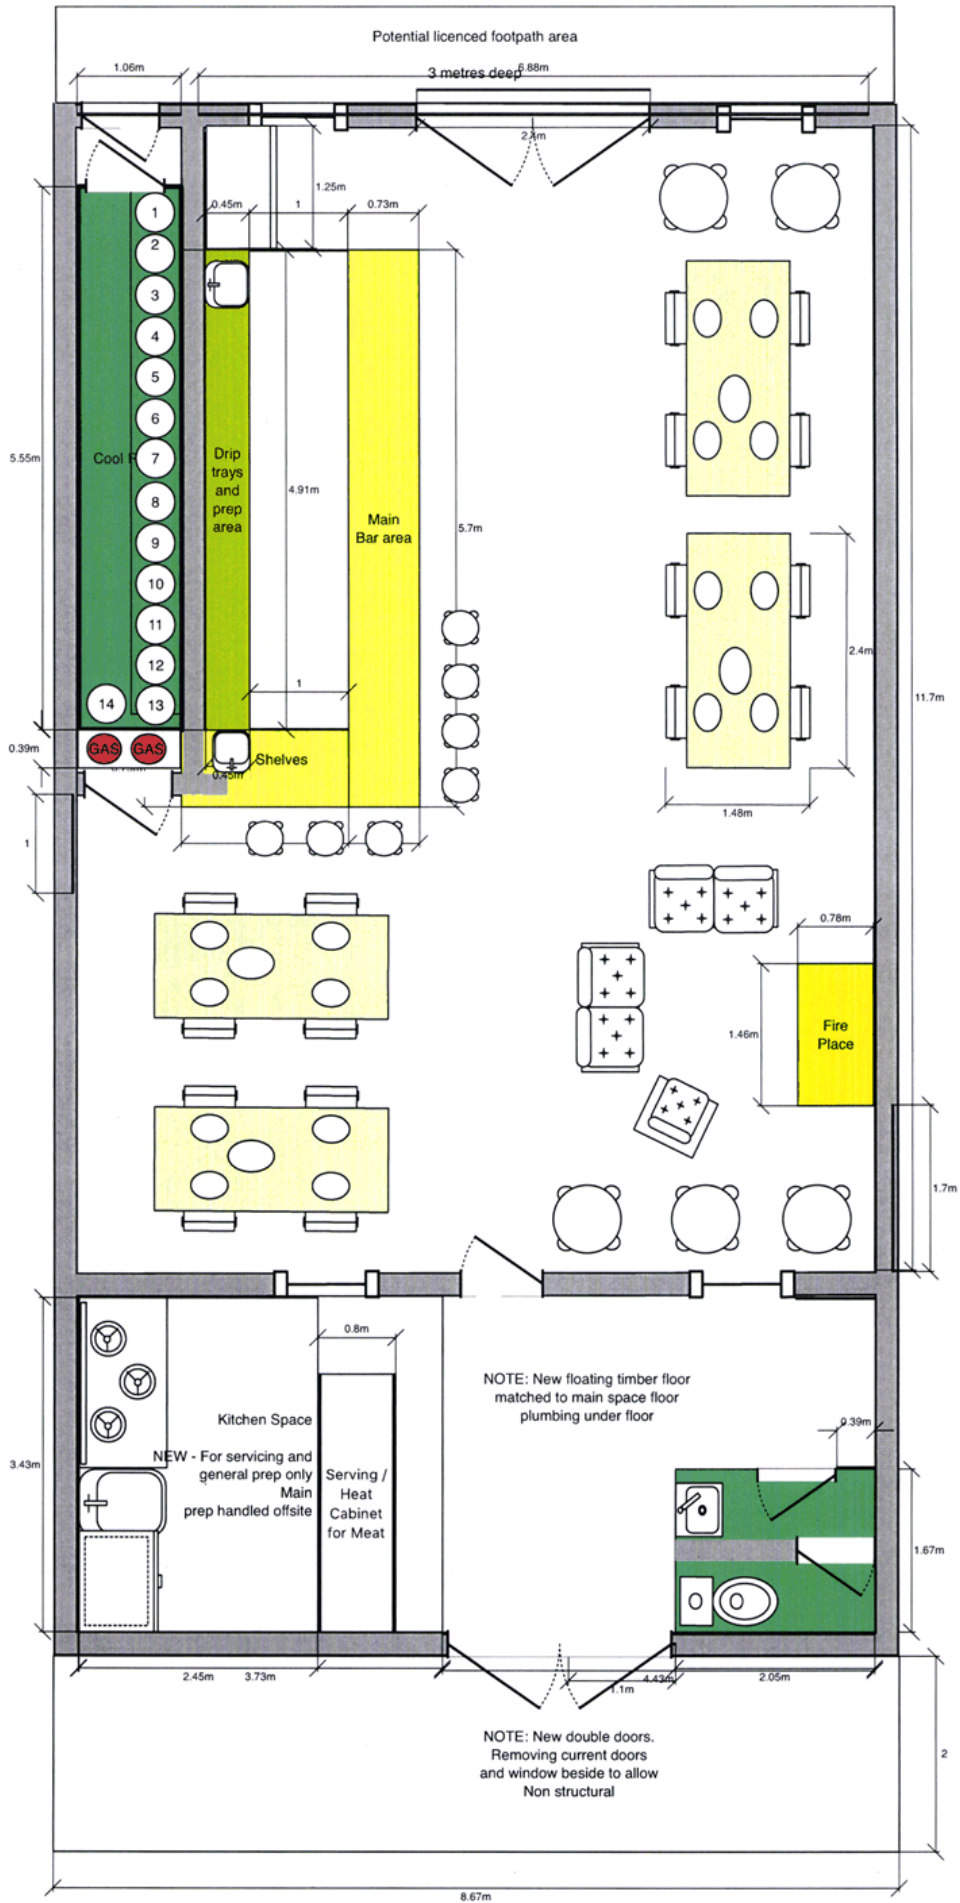 Potential licenced footpath area
1.06m
3 metres deep
6.88m
2.4m
1.25m
0.45m
1
0.73m
1
2
3
4
5
6
7
8
9
10
11
12
13
14
Cool
5.55m
Drip
trays
and
prep
area
4.91m
Main
Bar area
5.7m
1
2.4m
11.7m
0.39m
GAS
GAS
Shelves
0.45m
1.48m
1
0.78m
Fire
Place
1.46m
1.7m
0.8m
NOTE: New floating timber floor
matched to main space floor
plumbing under floor
Kitchen Space
0.39m
NEW - For servicing and
general prep only
Main
prep handled offsite
3.43m
Serving /
Heat
Cabinet
for Meat
1.67m
2.45m
3.73m
4.43m
1.1m
2.05m
NOTE: New double doors.
Removing current doors
and window beside to allow
Non structural
2
8.67m